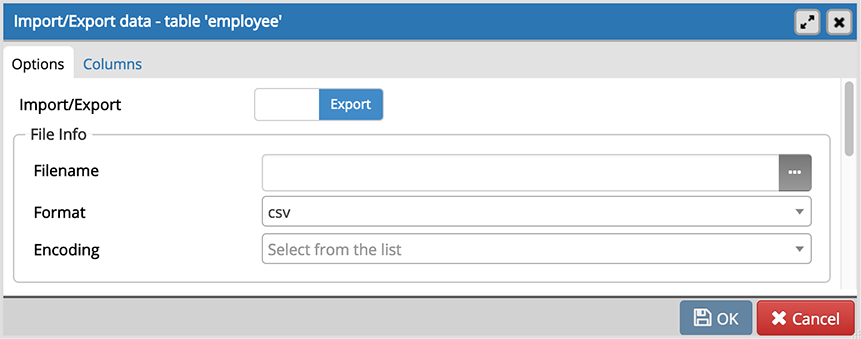 Import/Export data - table 'employee'
Options Columns
Import/Export Export
File Info
Filename
Format csv
Encoding Select from the list
OK Cancel